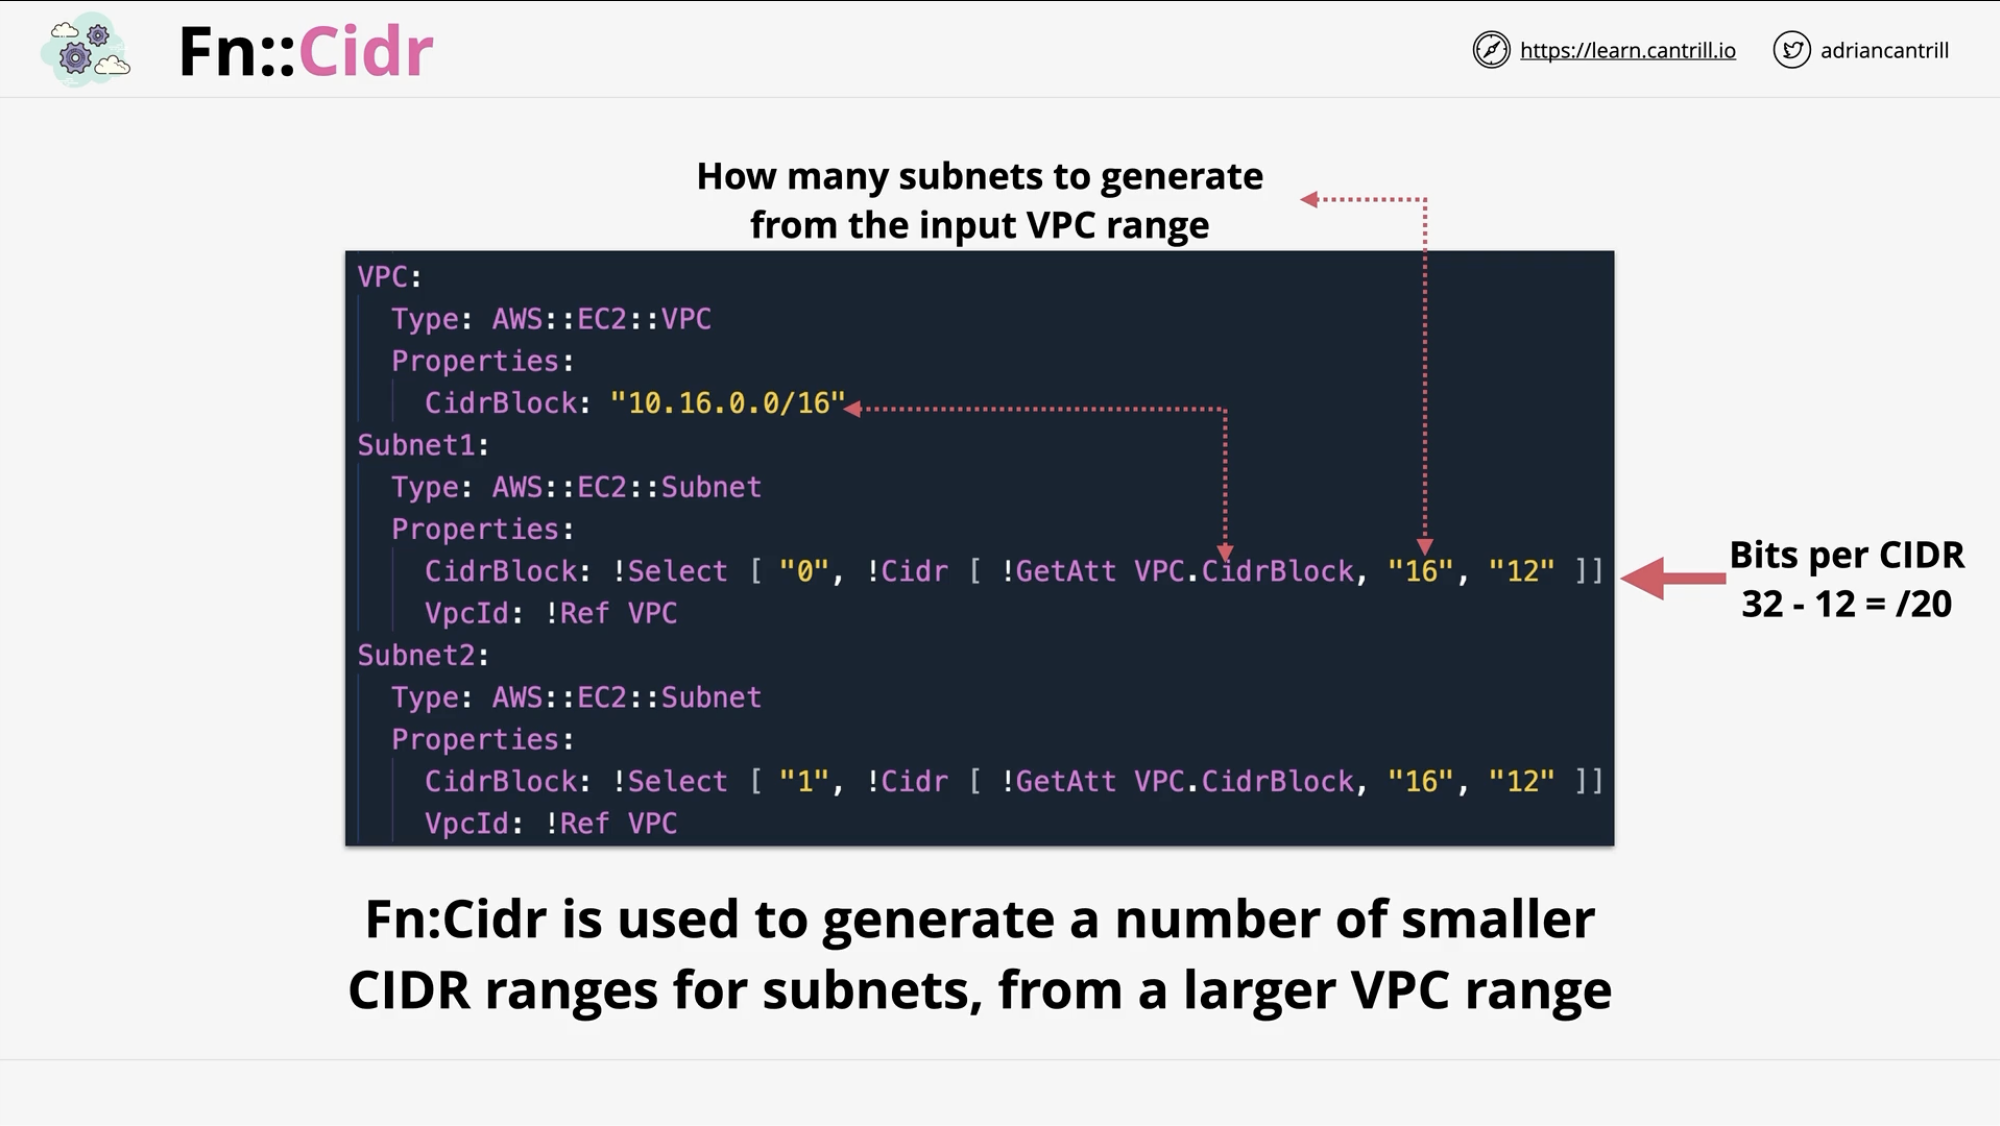 Fn::Cidr
https://learn.cantrill.io
adriancantrill
How many subnets to generate
from the input VPC range
VPC:
  Type: AWS::EC2::VPC
  Properties:
    CidrBlock: "10.16.0.0/16"
Subnet1:
  Type: AWS::EC2::Subnet
  Properties:
    CidrBlock: !Select [ "0", !Cidr [ !GetAtt VPC.CidrBlock, "16", "12" ]]
    VpcId: !Ref VPC
Subnet2:
  Type: AWS::EC2::Subnet
  Properties:
    CidrBlock: !Select [ "1", !Cidr [ !GetAtt VPC.CidrBlock, "16", "12" ]]
    VpcId: !Ref VPC
Bits per CIDR
32 - 12 = /20
Fn:Cidr is used to generate a number of smaller
CIDR ranges for subnets, from a larger VPC range